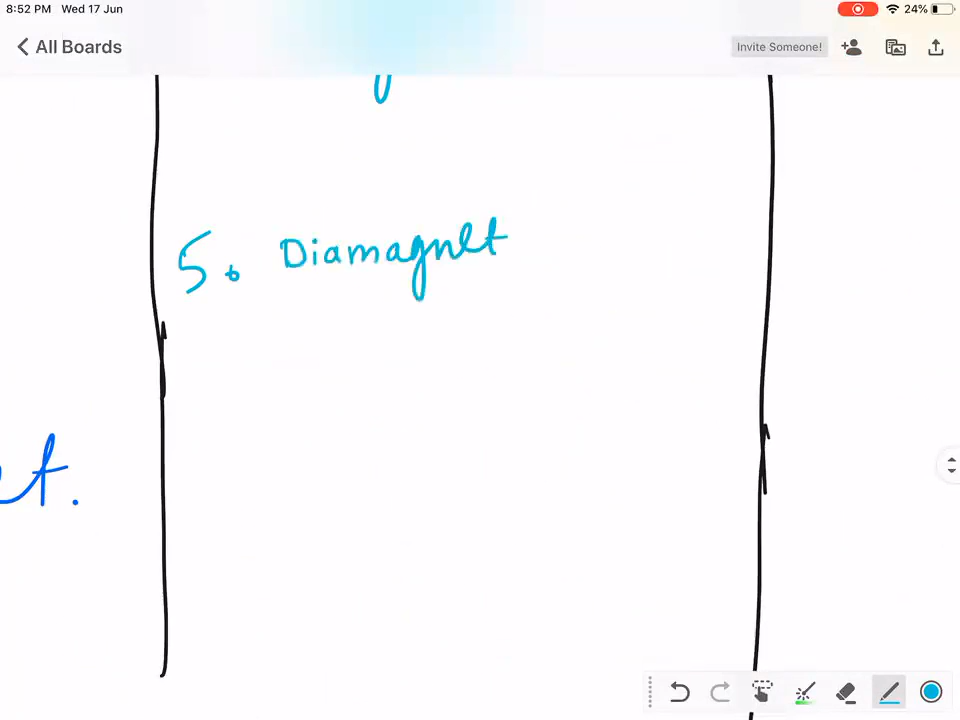 8:52 PM Wed 17 Jun
24%
All Boards
Invite Someone!
5. Diamagnet
t.